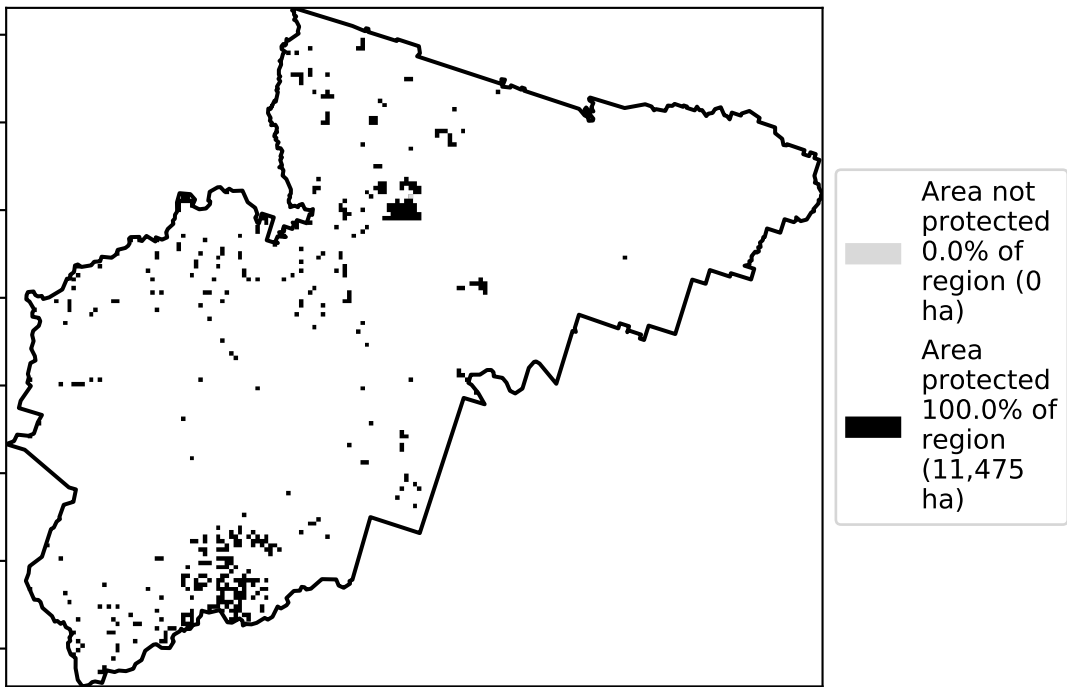 Area not
protected
0.0% of
region (0
ha)
Area
protected
100.0% of
region
(11,475
ha)